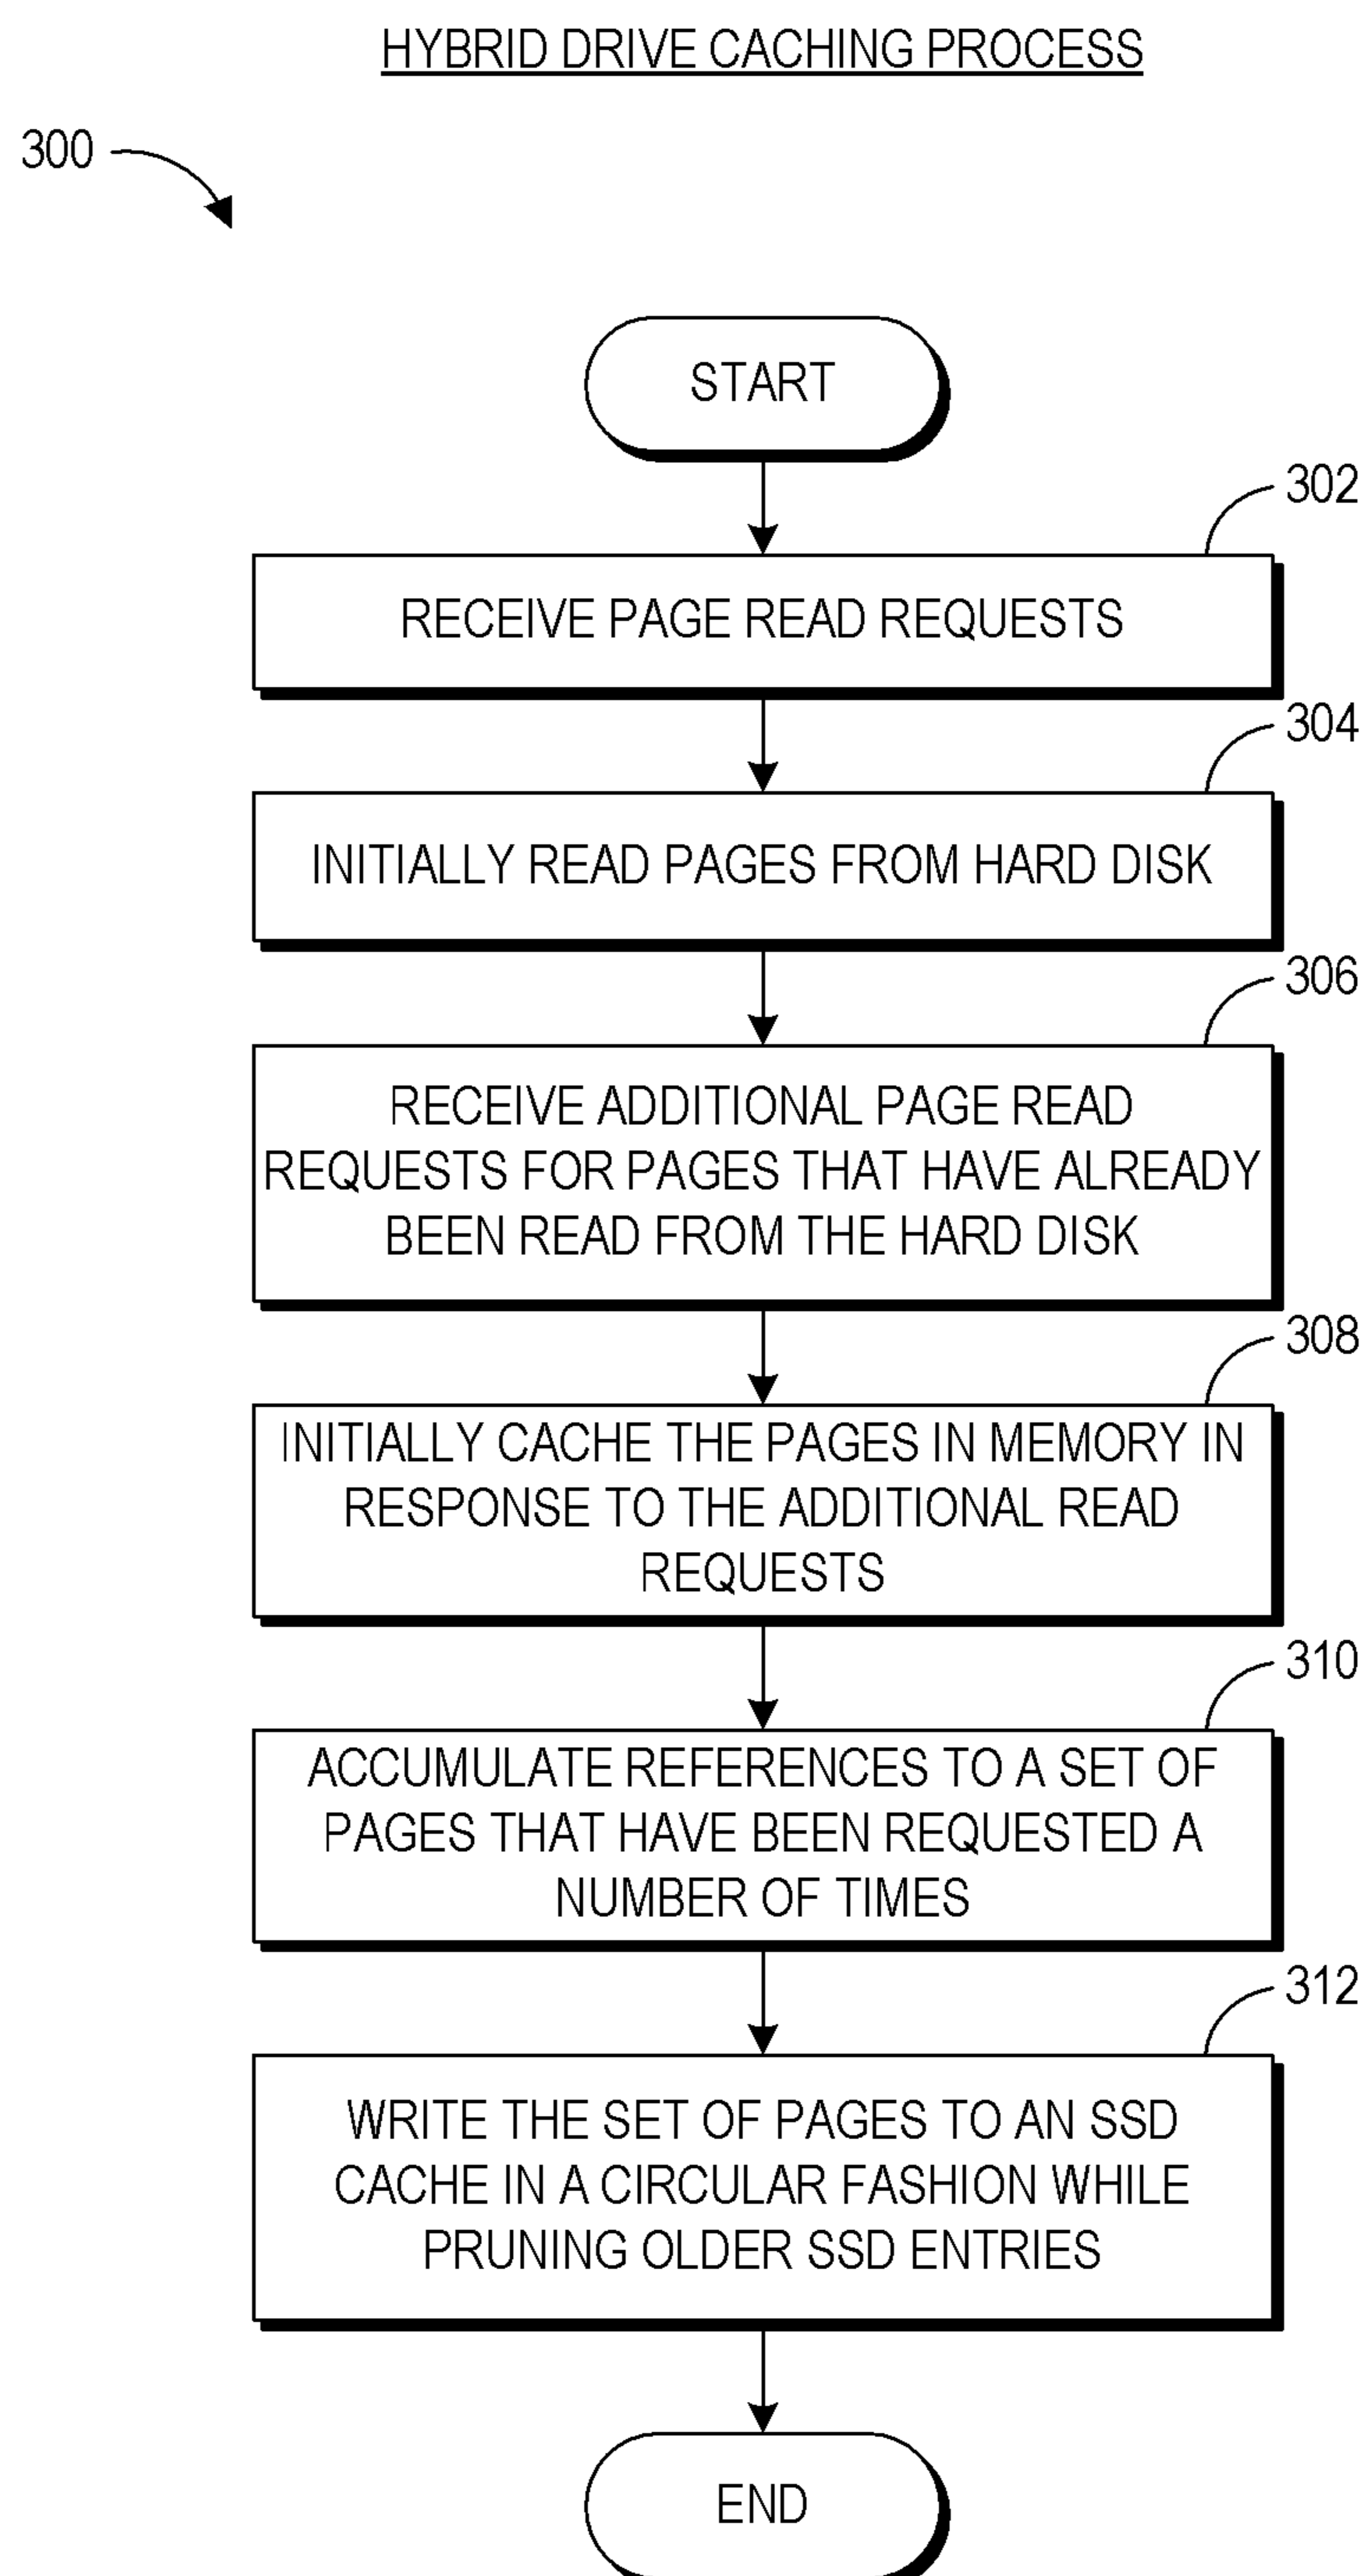 HYBRID DRIVE CACHING PROCESS
300
START
302
RECEIVE PAGE READ REQUESTS
304
INITIALLY READ PAGES FROM HARD DISK
306
RECEIVE ADDITIONAL PAGE READ
REQUESTS FOR PAGES THAT HAVE ALREADY
BEEN READ FROM THE HARD DISK
308
INITIALLY CACHE THE PAGES IN MEMORY IN
RESPONSE TO THE ADDITIONAL READ
REQUESTS
310
ACCUMULATE REFERENCES TO A SET OF
PAGES THAT HAVE BEEN REQUESTED A
NUMBER OF TIMES
312
WRITE THE SET OF PAGES TO AN SSD
CACHE IN A CIRCULAR FASHION WHILE
PRUNING OLDER SSD ENTRIES
END